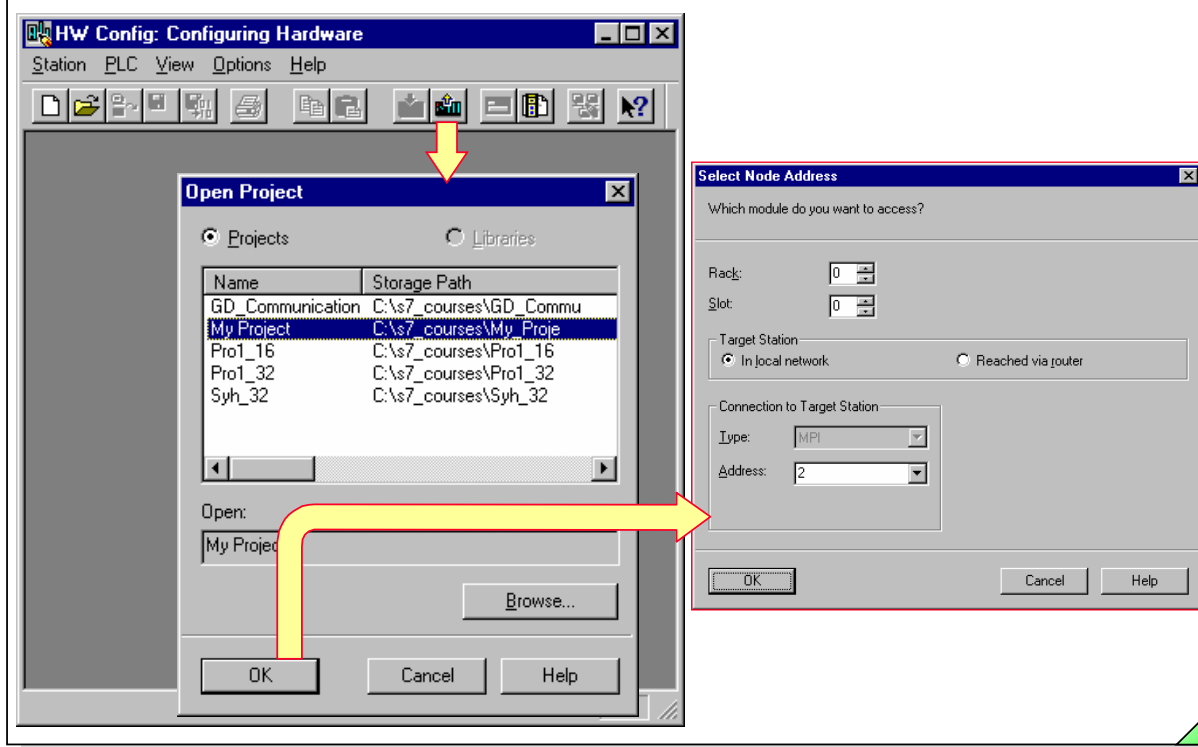 HW Config: Configuring Hardware
Station PLC View Options Help
Open Project
Projects Libraries
Name Storage Path
GD_Communication C:\s7_courses\GD_Commu
My Project C:\s7_courses\My_Proje
Pro1_16 C:\s7_courses\Pro1_16
Pro1_32 C:\s7_courses\Pro1_32
Syh_32 C:\s7_courses\Syh_32
Open:
My Projec
Browse...
OK Cancel Help
Select Node Address
Which module do you want to access?
Rack: 0
Slot: 0
Target Station
In local network Reached via router
Connection to Target Station
Type: MPI
Address: 2
OK Cancel Help